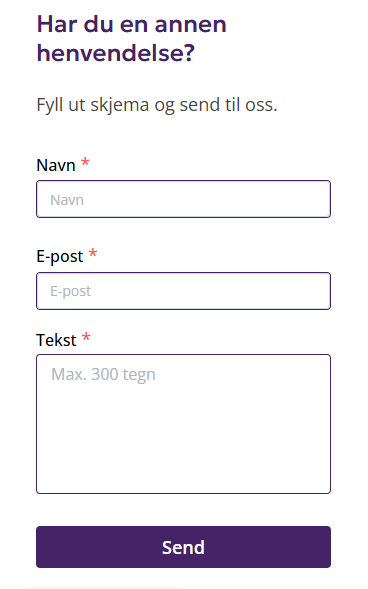 Har du en annen
henvendelse?
Fyll ut skjema og send til oss.
Navn *
Navn
E-post *
E-post
Tekst *
Max. 300 tegn
Send